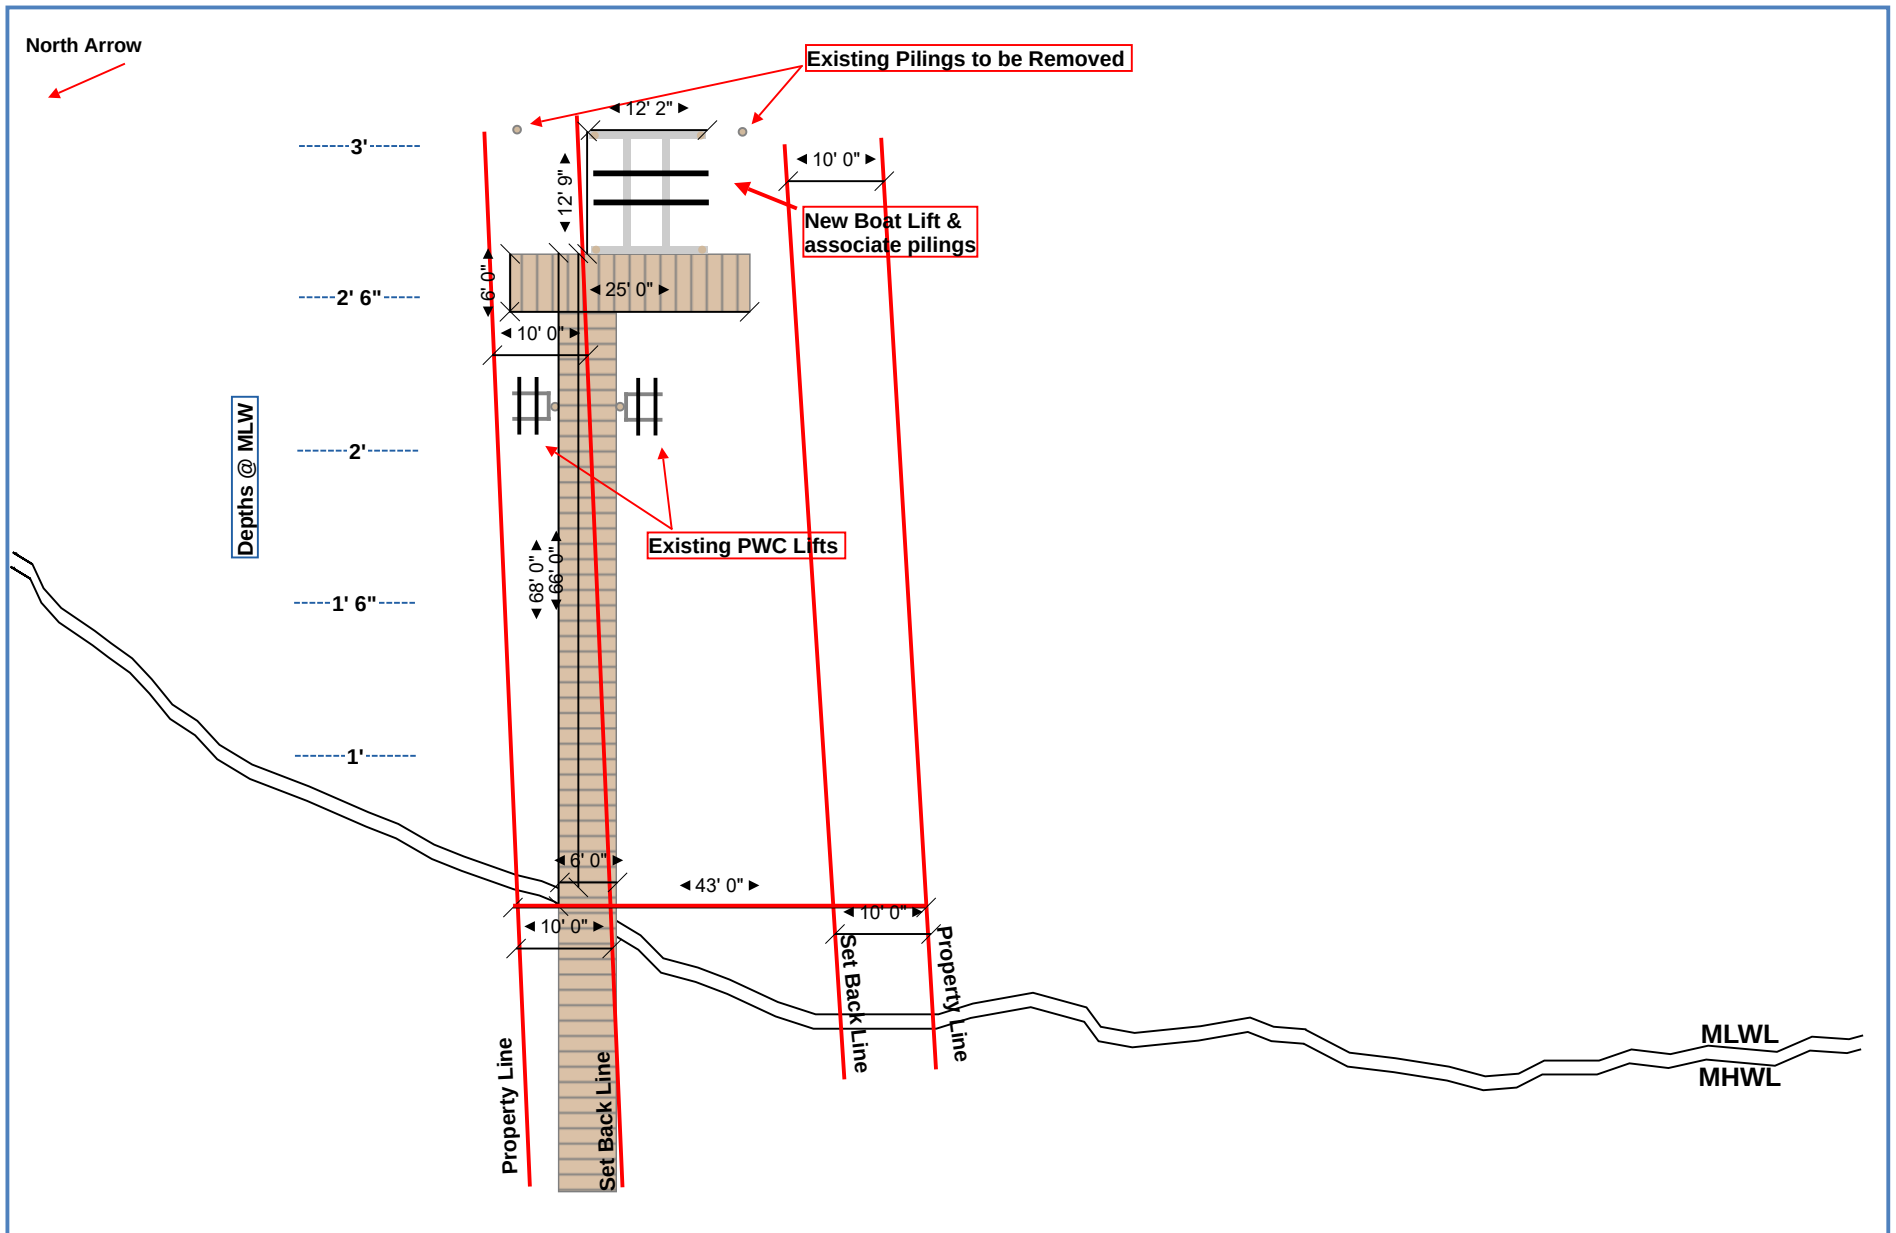 North Arrow
Existing Pilings to be Removed
12' 2"
3'
10' 0"
12' 9"
New Boat Lift &
associate pilings
6' 0"
25' 0"
2' 6"
10' 0"
Depths @ MLW
2'
Existing PWC Lifts
68' 0"
66' 0"
1' 6"
1'
6' 0"
43' 0"
10' 0"
10' 0"
Set Back Line
Property Line
Property Line
Set Back Line
MLWL
MHWL